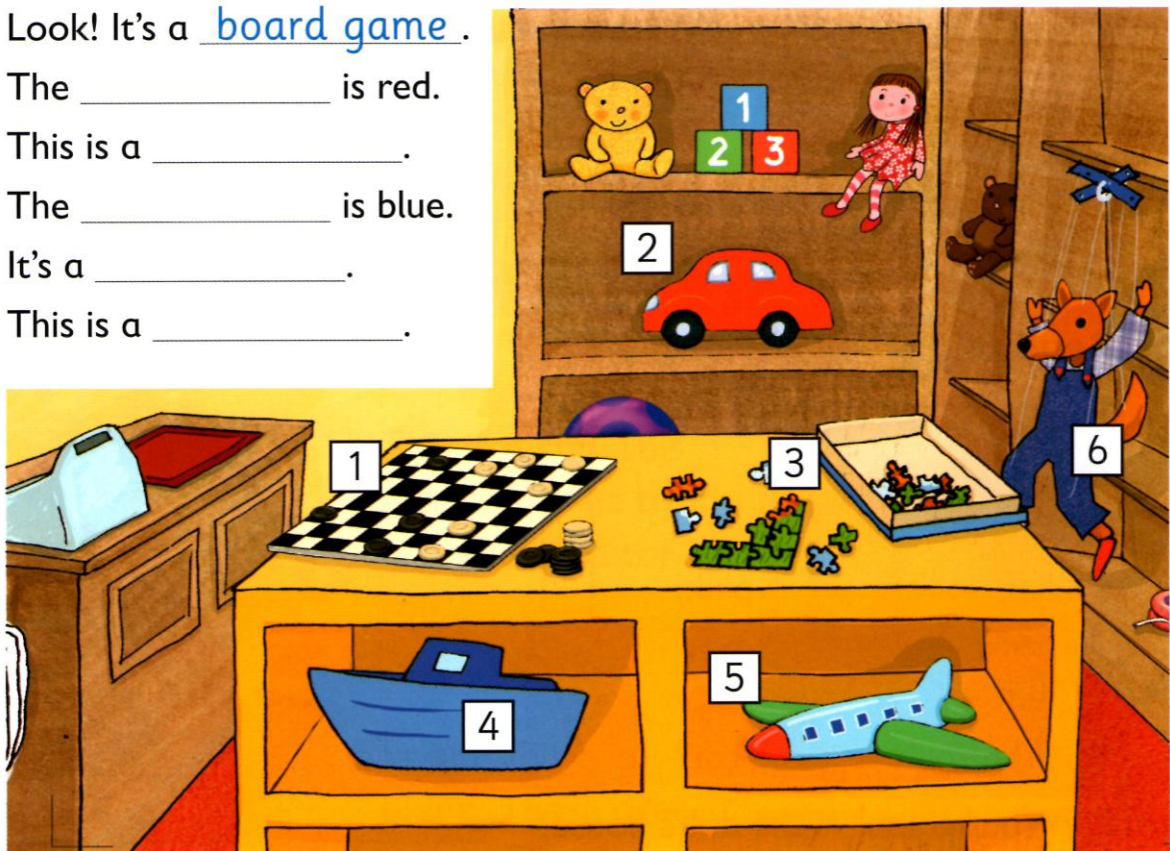 Look! It's a board game.
The ____________ is red.
This is a ____________.
The ____________ is blue.
It's a ____________.
This is a ____________.
1
2 3
2
1
3
6
5
4